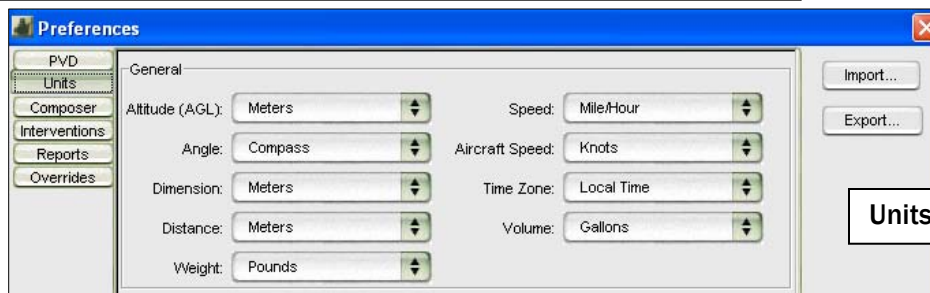 Preferences
PVD
Units
Composer
Interventions
Reports
Overrides
General
Altitude (AGL): Meters
Angle: Compass
Dimension: Meters
Distance: Meters
Weight: Pounds
Speed: Mile/Hour
Aircraft Speed: Knots
Time Zone: Local Time
Volume: Gallons
Import...
Export...
Units